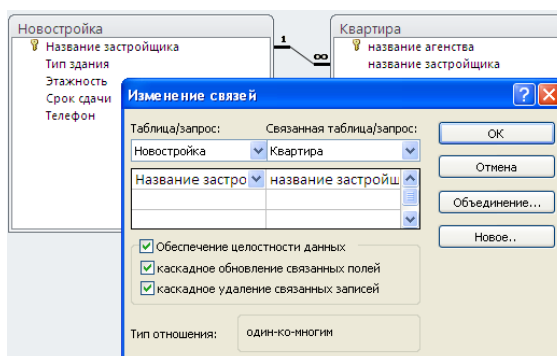 Новостройка
Название застройщика
Тип здания
Этажность
Срок сдачи
Телефон
1
∞
Квартира
название агенства
название застройщика
Изменение связей
?
X
Таблица/запрос:
Связанная таблица/запрос:
Новостройка
Квартира
Название застро
название застройщ
Обеспечение целостности данных
каскадное обновление связанных полей
каскадное удаление связанных записей
Тип отношения:
один-ко-многим
ОК
Отмена
Объединение...
Новое..